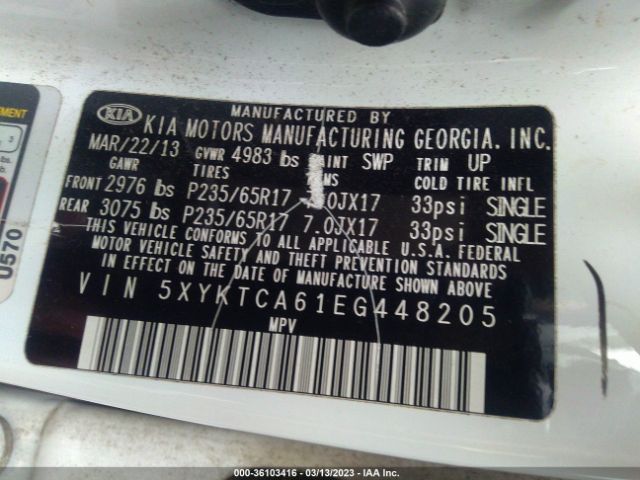 MANUFACTURED BY
KIA KIA MOTORS MANUFACTURING GEORGIA. INC.
MAR/22/13 GVWR 4983 lbs PAINT SWP TRIM UP
GAWR TIRES COLD TIRE INFL
FRONT 2976 lbs P235/65R17 33psi SINGLE
REAR 3075 lbs P235/65R17 7.0JX17 33psi SINGLE
THIS VEHICLE CONFORMS TO ALL APPLICABLE U.S.A. FEDERAL
MOTOR VEHICLE SAFETY AND THEFT PREVENTION STANDARDS
IN EFFECT ON THE DATE OF MANUFACTURE SHOWN ABOVE
VIN 5XYKTCA61EG448205
MPV
U570
000-36103416 - 03/13/2023 - IAA Inc.